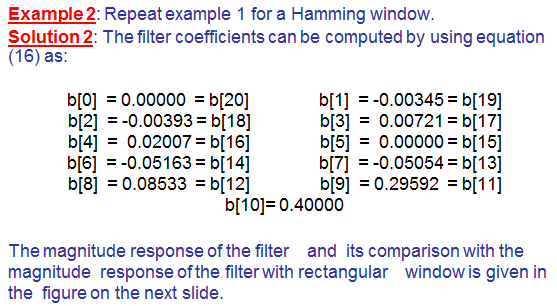 Example 2: Repeat example 1 for a Hamming window.
Solution 2: The filter coefficients can be computed by using equation
(16) as:
b[0] = 0.00000 = b[20] b[1] = -0.00345 = b[19]
b[2] = -0.00393 = b[18] b[3] = 0.00721 = b[17]
b[4] = 0.02007 = b[16] b[5] = 0.00000 = b[15]
b[6] = -0.05163 = b[14] b[7] = -0.05054 = b[13]
b[8] = 0.08533 = b[12] b[9] = 0.29592 = b[11]
b[10]= 0.40000
The magnitude response of the filter and its comparison with the
magnitude response of the filter with rectangular window is given in
the figure on the next slide.